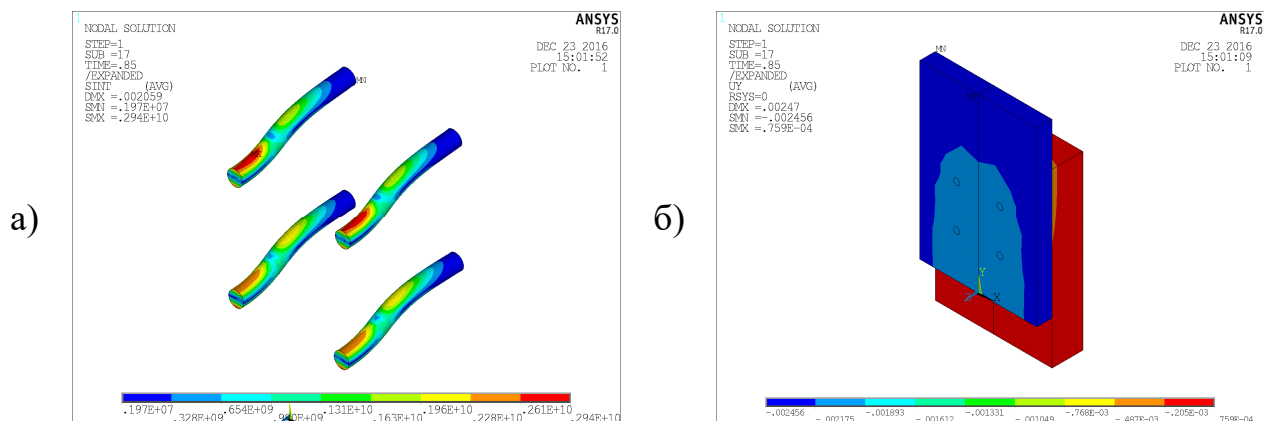 а)
1
NODAL SOLUTION
STEP=1
SUB =17
TIME=.85
/EXPANDED
SINT (AVG)
DMX =.002059
SMN =.197E+07
SMX =.294E+10
ANSYS
R17.0
DEC 23 2016
15:01:52
PLOT NO. 1
MN
.197E+07 .654E+09 .131E+10 .196E+10 .261E+10
.328E+09 .980E+09 .163E+10 .228E+10 .294E+10
б)
1
NODAL SOLUTION
STEP=1
SUB =17
TIME=.85
/EXPANDED
UY (AVG)
RSYS=0
DMX =.00247
SMN =-.002456
SMX =.759E-04
ANSYS
R17.0
DEC 23 2016
15:01:09
PLOT NO. 1
MN
Y
Z X
-.002456 -.001893 -.001331 -.768E-03 -.205E-03
-.002175 -.001612 -.001049 -.487E-03 .759E-04